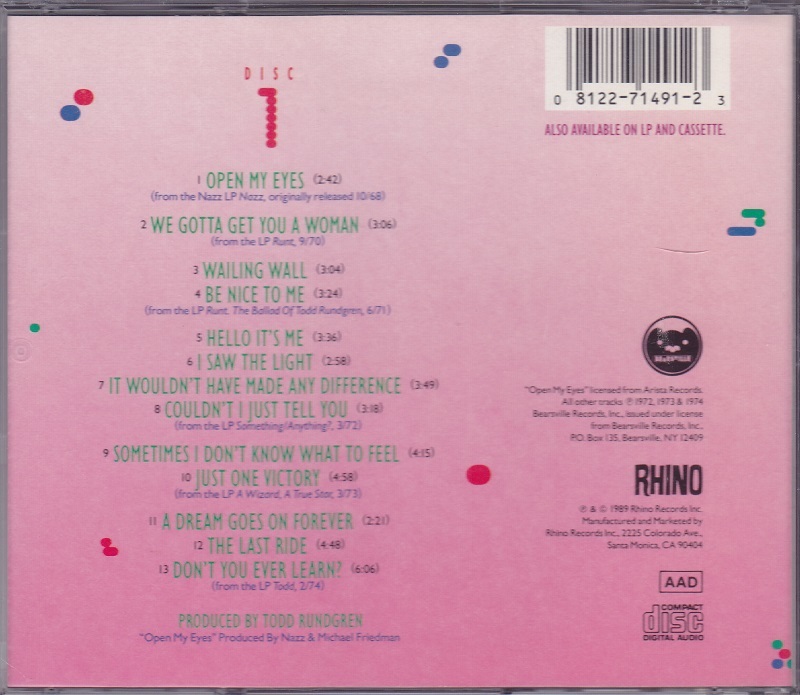 DISC
1
1 OPEN MY EYES (2:42)
(from the Nazz LP Nazz, originally released 10/68)
2 WE GOTTA GET YOU A WOMAN (3:06)
(from the LP Runt, 9/70)
3 WAILING WALL (3:04)
4 BE NICE TO ME (3:24)
(from the LP Runt. The Ballad Of Todd Rundgren, 6/71)
5 HELLO IT'S ME (3:36)
6 I SAW THE LIGHT (2:58)
7 IT WOULDN'T HAVE MADE ANY DIFFERENCE (3:49)
8 COULDN'T I JUST TELL YOU (3:18)
(from the LP Something/Anything?, 3/72)
9 SOMETIMES I DON'T KNOW WHAT TO FEEL (4:15)
10 JUST ONE VICTORY (4:58)
(from the LP A Wizard, A True Star, 3/73)
11 A DREAM GOES ON FOREVER (2:21)
12 THE LAST RIDE (4:48)
13 DON'T YOU EVER LEARN? (6:06)
(from the LP Todd, 2/74)
PRODUCED BY TODD RUNDGREN
"Open My Eyes" Produced By Nazz & Michael Friedman
0 8122-71491-2 3
ALSO AVAILABLE ON LP AND CASSETTE.
"Open My Eyes" licensed from Arista Records.
All other tracks ℗ 1972, 1973 & 1974
Bearsville Records, Inc., issued under license
from Bearsville Records, Inc.,
P.O. Box 135, Bearsville, NY 12409
RHINO
℗ & © 1989 Rhino Records Inc.
Manufactured and Marketed by
Rhino Records Inc., 2225 Colorado Ave.,
Santa Monica, CA 90404
AAD
COMPACT
disc
DIGITAL AUDIO